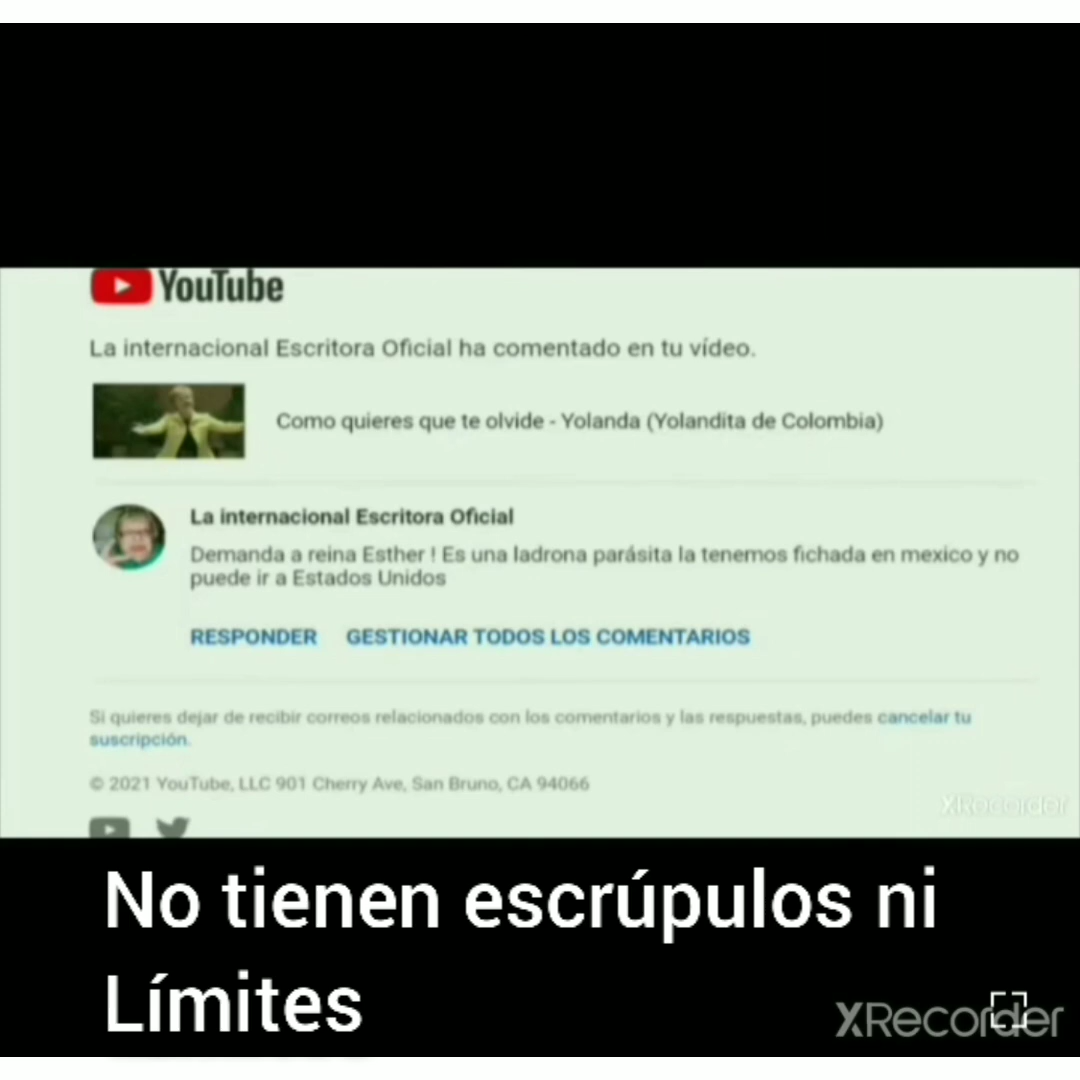 YouTube
La internacional Escritora Oficial ha comentado en tu vídeo.
Como quieres que te olvide - Yolanda (Yolandita de Colombia)
La internacional Escritora Oficial
Demanda a reina Esther ! Es una ladrona parásita la tenemos fichada en mexico y no
puede ir a Estados Unidos
RESPONDER GESTIONAR TODOS LOS COMENTARIOS
Si quieres dejar de recibir correos relacionados con los comentarios y las respuestas, puedes cancelar tu
suscripción.
© 2021 YouTube, LLC 901 Cherry Ave, San Bruno, CA 94066
XRecorder
No tienen escrúpulos ni
Límites
XRecorder